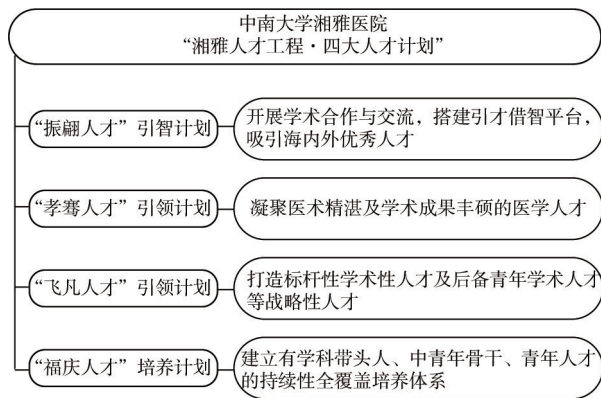 中南大学湘雅医院
“湘雅人才工程·四大人才计划”
“振翩人才”引智计划
开展学术合作与交流，搭建引才借智平台，
吸引海内外优秀人才
“孝骞人才”引领计划
凝聚医术精湛及学术成果丰硕的医学人才
“飞凡人才”引领计划
打造标杆性学术性人才及后备青年学术人才
等战略性人才
“福庆人才”培养计划
建立有学科带头人、中青年骨干、青年人才
的持续性全覆盖培养体系